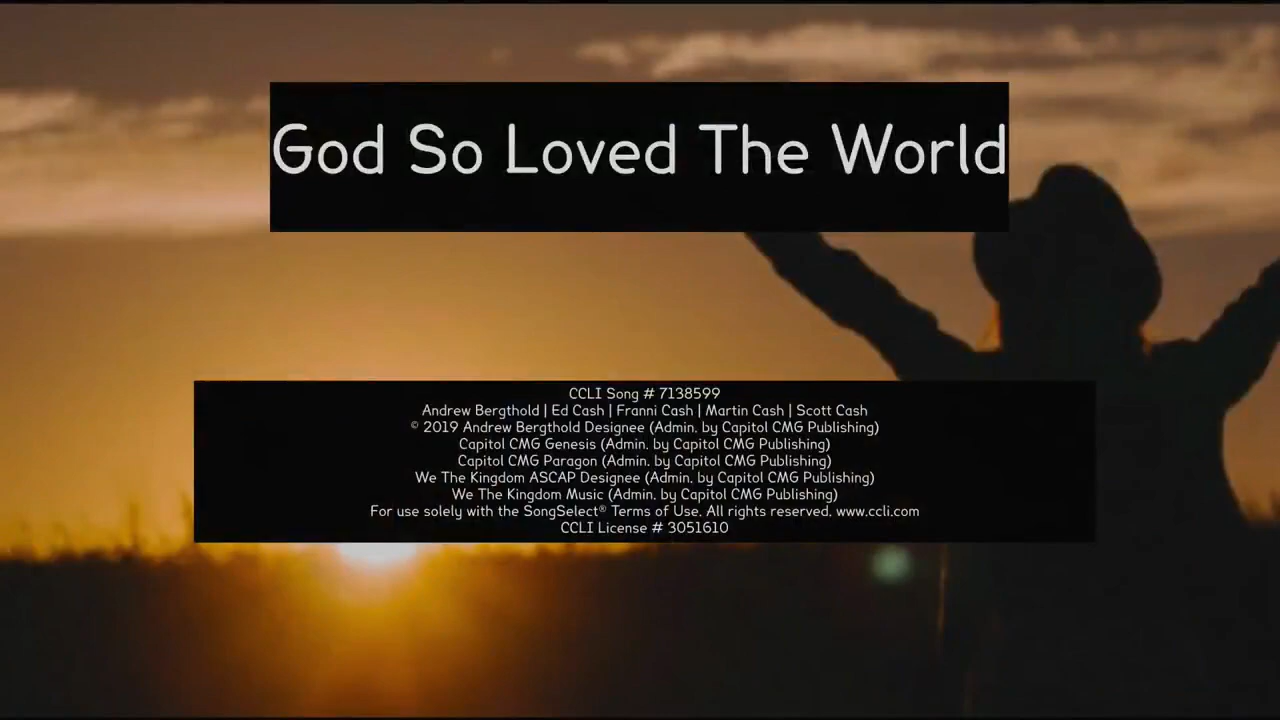 God So Loved The World
CCLI Song # 7138599
Andrew Bergthold | Ed Cash | Franni Cash | Martin Cash | Scott Cash
© 2019 Andrew Bergthold Designee (Admin. by Capitol CMG Publishing)
Capitol CMG Genesis (Admin. by Capitol CMG Publishing)
Capitol CMG Paragon (Admin. by Capitol CMG Publishing)
We The Kingdom ASCAP Designee (Admin. by Capitol CMG Publishing)
We The Kingdom Music (Admin. by Capitol CMG Publishing)
For use solely with the SongSelect® Terms of Use. All rights reserved. www.ccli.com
CCLI License # 3051610